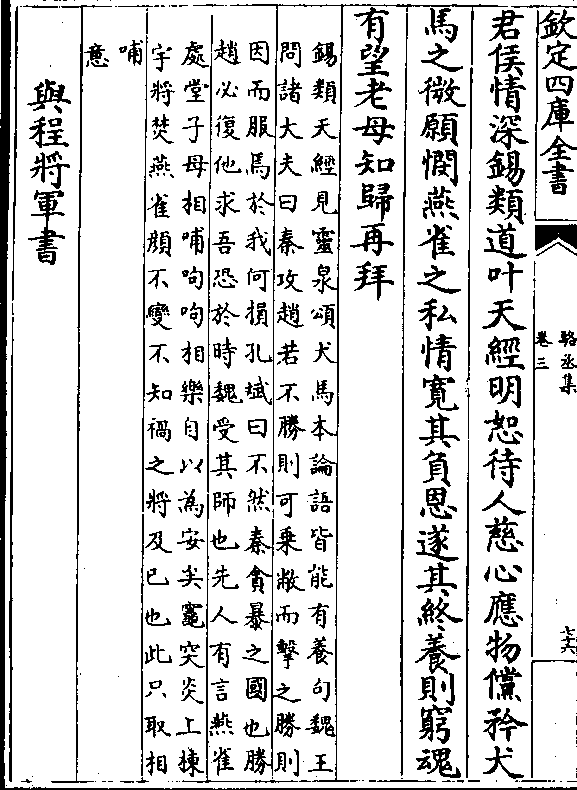 欽定四庫全書
駱丞集
卷三
七六
君侯情深錫類道叶天經明恕待人慈心應物儻矜犬
馬之微願憫燕雀之私情寛其負恩遂其終養則窮魂
有望老母知歸再拜
錫類天經見靈泉頌犬馬本論語皆能有養句魏王
問諸大夫曰秦攻趙若不勝則可乗敝而擊之勝則
因而服焉於我何損孔斌曰不然秦貪暴之國也勝
趙必復他求吾恐於時魏受其師也先人有言燕雀
處堂子母相哺呴呴相樂自以為安矣竈突炎上棟
宇將焚燕雀顔不變不知禍之將及已也此只取相
哺
意
與程將軍書